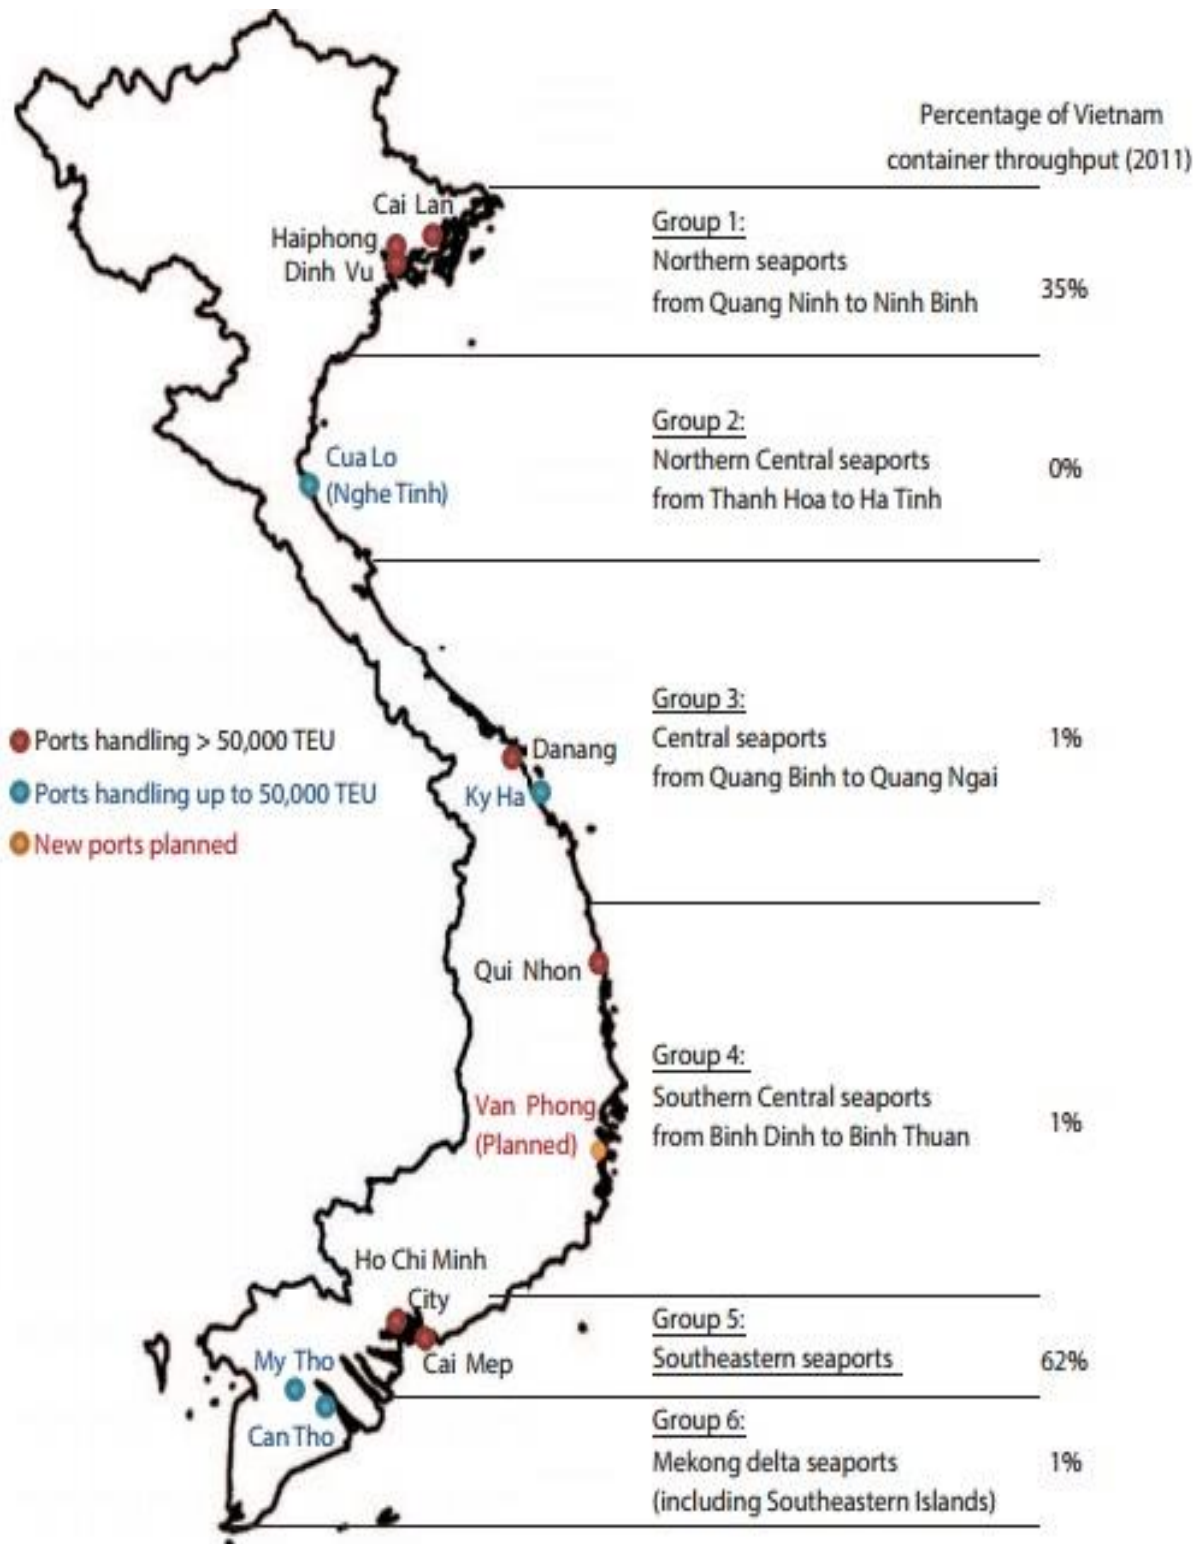 Percentage of Vietnam
container throughput (2011)
Cai Lan
Haiphong
Dinh Vu
Group 1:
Northern seaports
from Quang Ninh to Ninh Binh
35%
Cua Lo
(Nghe Tinh)
Group 2:
Northern Central seaports
from Thanh Hoa to Ha Tinh
0%
Ports handling > 50,000 TEU
Ports handling up to 50,000 TEU
New ports planned
Danang
Ky Ha
Group 3:
Central seaports
from Quang Binh to Quang Ngai
1%
Qui Nhon
Van Phong
(Planned)
Group 4:
Southern Central seaports
from Binh Dinh to Binh Thuan
1%
Ho Chi Minh
City
Cai Mep
Group 5:
Southeastern seaports
62%
My Tho
Can Tho
Group 6:
Mekong delta seaports
(including Southeastern Islands)
1%